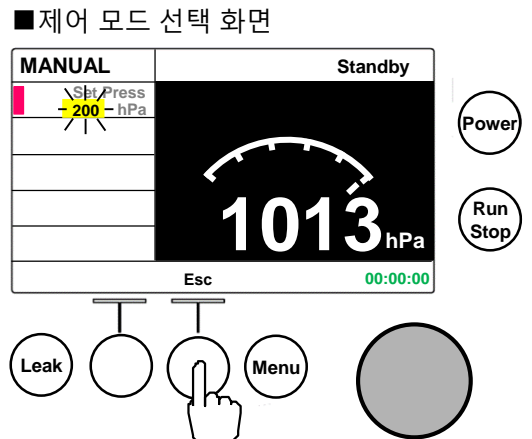 ■제어 모드 선택 화면
MANUAL
Standby
Set Press
200 hPa
1013 hPa
Esc
00:00:00
Power
Run
Stop
Leak
Menu